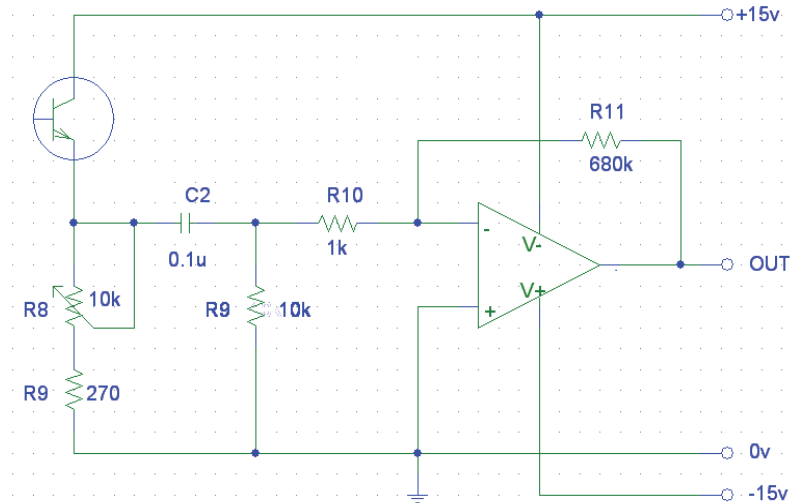 +15v
R11
680k
C2
0.1u
R10
1k
-
V-
V+
+
OUT
R8
10k
R9
10k
R9
270
0v
-15v